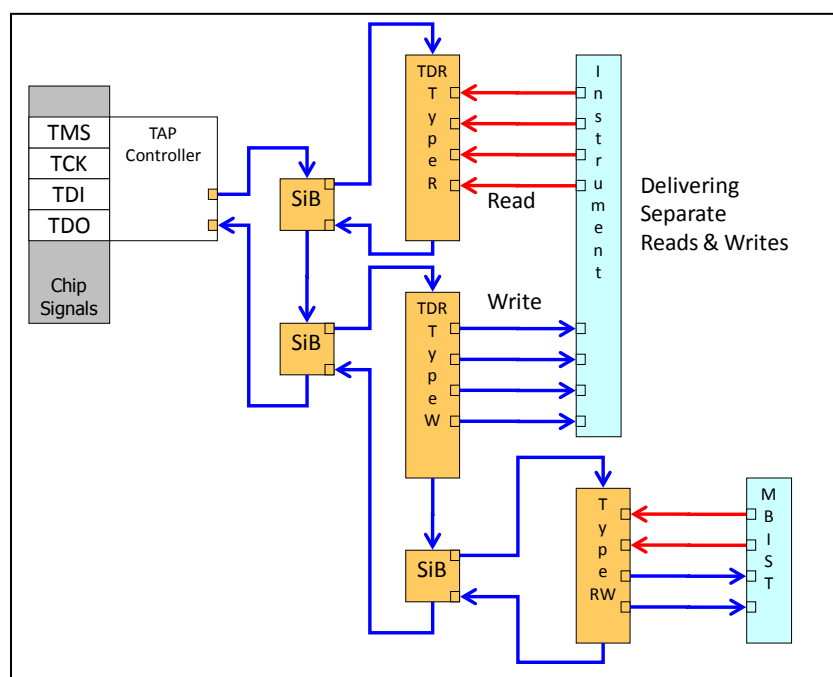 TMS
TCK
TDI
TDO
Chip
Signals
TAP
Controller
SiB
SiB
TDR
T
y
p
e
R
Read
I
n
s
t
r
u
m
e
n
t
Delivering
Separate
Reads & Writes
TDR
T
y
p
e
W
Write
SiB
T
y
p
e
RW
M
B
I
S
T